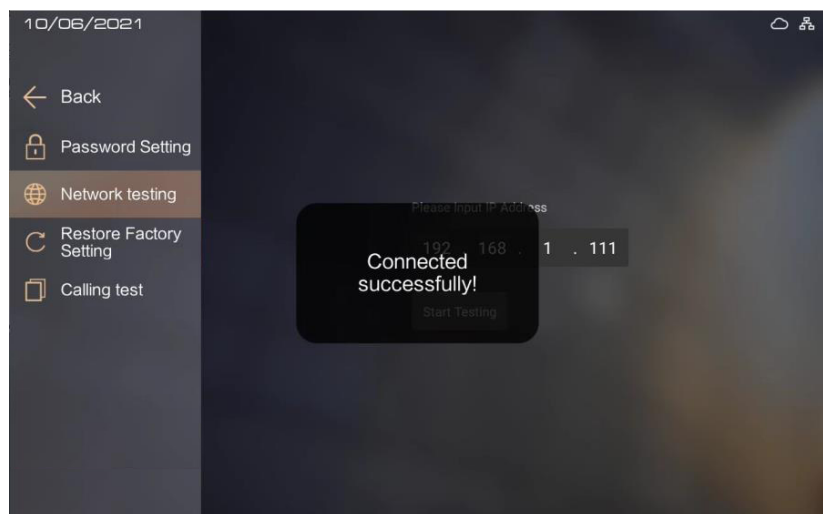 10/06/2021
Back
Password Setting
Network testing
Restore Factory
Setting
Calling test
Please Input IP Address
192 . 168 . 1 . 111
Connected
successfully!
Start Testing